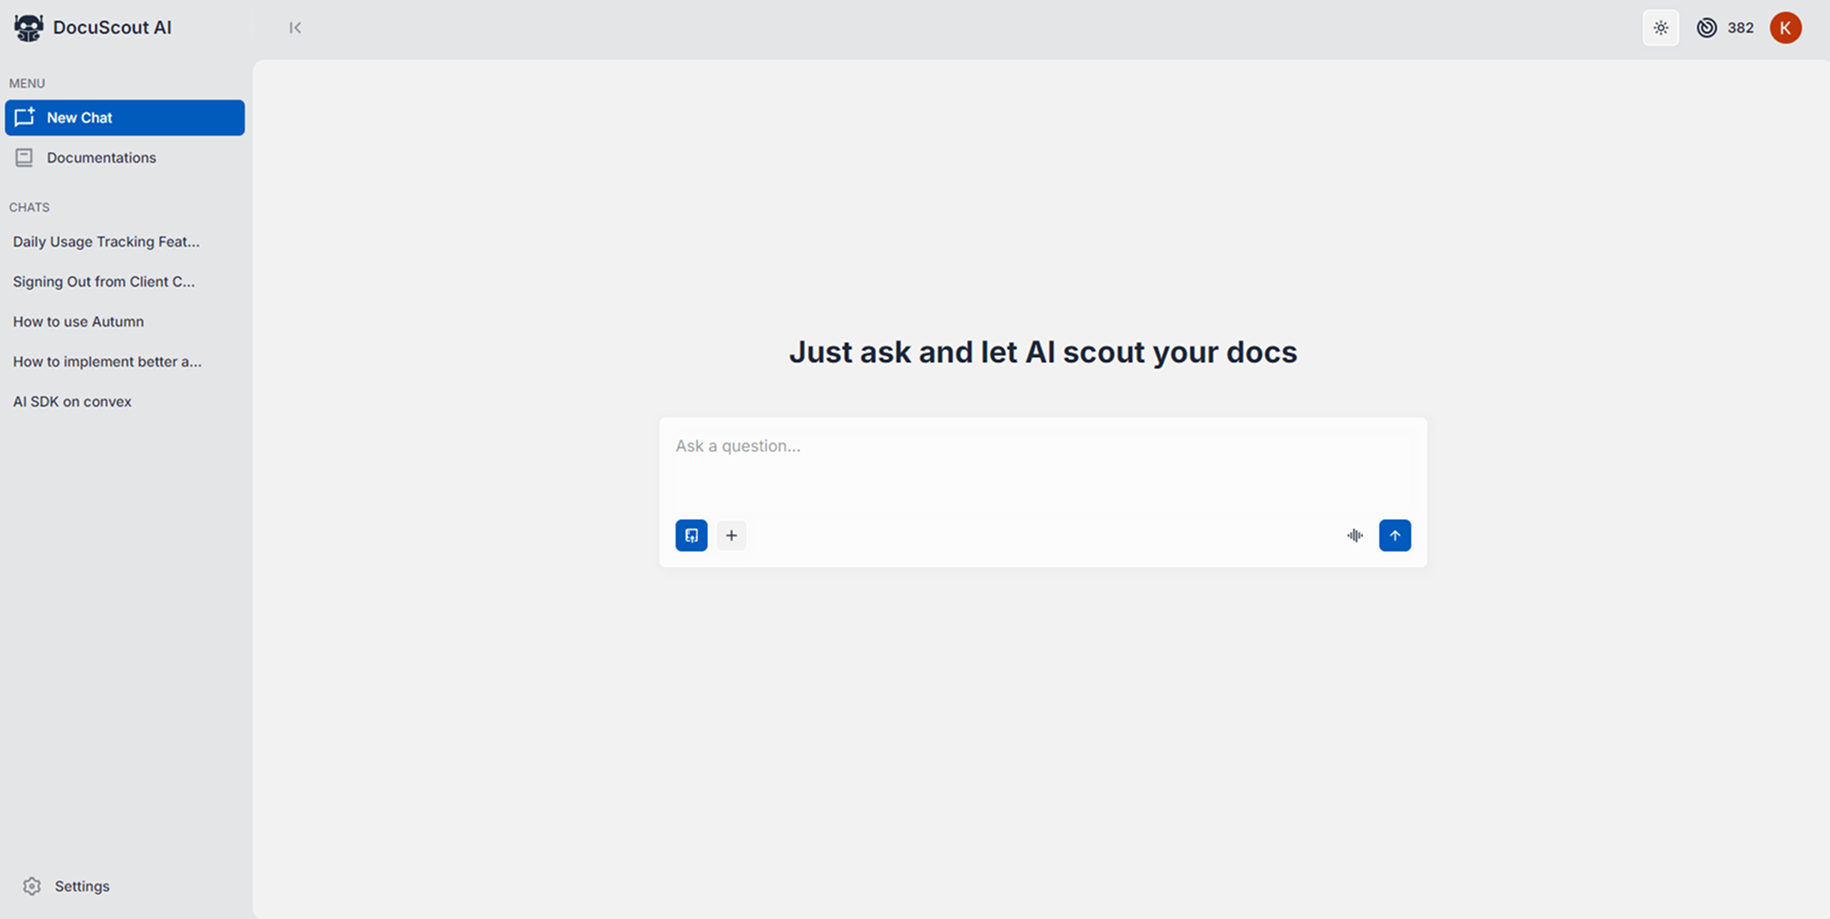 DocuScout AI
382
K
MENU
New Chat
Documentations
CHATS
Daily Usage Tracking Feat...
Signing Out from Client C...
How to use Autumn
How to implement better a...
AI SDK on convex
Just ask and let AI scout your docs
Ask a question...
Settings